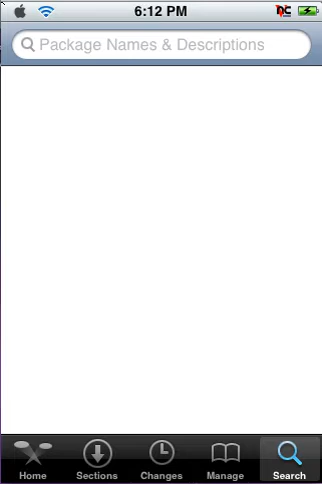 6:12 PM
Package Names & Descriptions
Home Sections Changes Manage Search